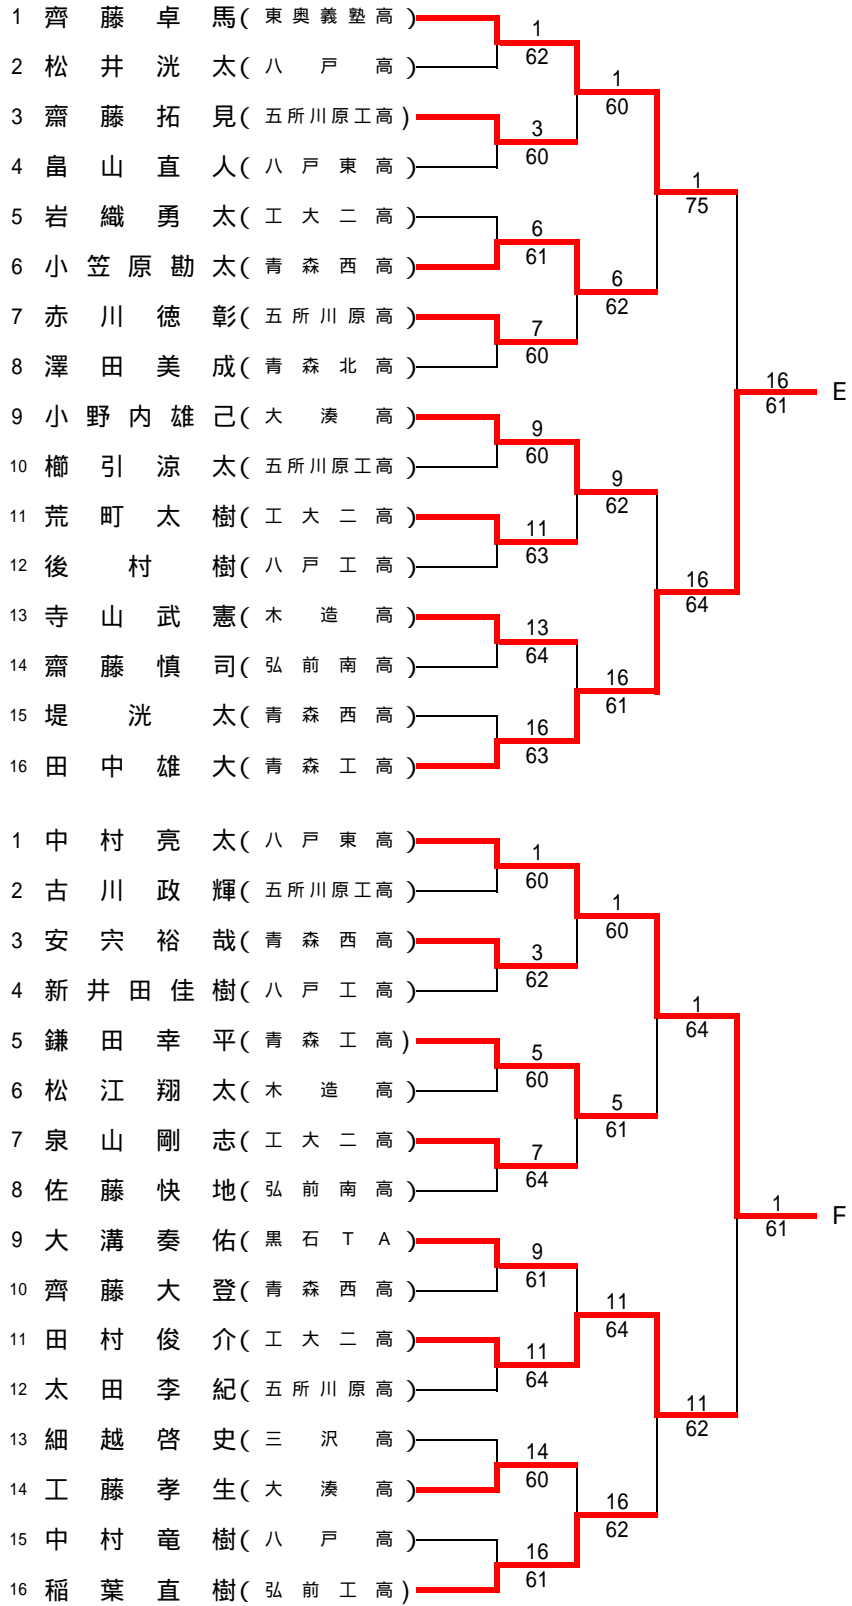 1 齊藤卓馬(東奥義塾高)
1
62
2 松井洸太(八戸高)
1
60
3 齋藤拓見(五所川原工高)
3
60
4 畠山直人(八戸東高)
1
75
5 岩織勇太(工大二高)
6
61
6 小笠原勘太(青森西高)
6
62
7 赤川徳彰(五所川原高)
7
60
8 澤田美成(青森北高)
16
61
E
9 小野内雄己(大湊高)
9
60
10 櫛引涼太(五所川原工高)
9
62
11 荒町太樹(工大二高)
11
63
12 後村樹(八戸工高)
16
64
13 寺山武憲(木造高)
13
64
14 齋藤慎司(弘前南高)
16
61
15 堤洸太(青森西高)
16
63
16 田中雄大(青森工高)
1 中村亮太(八戸東高)
1
60
2 古川政輝(五所川原工高)
1
60
3 安宍裕哉(青森西高)
3
62
4 新井田佳樹(八戸工高)
1
64
5 鎌田幸平(青森工高)
5
60
6 松江翔太(木造高)
5
61
7 泉山剛志(工大二高)
7
64
8 佐藤快地(弘前南高)
1
61
F
9 大溝奏佑(黒石TA)
9
61
10 齊藤大登(青森西高)
11
64
11 田村俊介(工大二高)
11
64
12 太田李紀(五所川原高)
11
62
13 細越啓史(三沢高)
14
60
14 工藤孝生(大湊高)
16
62
15 中村竜樹(八戸高)
16
61
16 稲葉直樹(弘前工高)